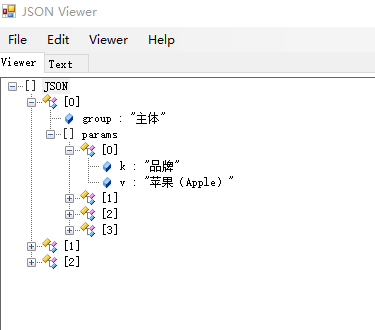 JSON Viewer
File Edit Viewer Help
Viewer Text
[] JSON
[0]
group : "主体"
[] params
[0]
k : "品牌"
v : "苹果（Apple）"
[1]
[2]
[3]
[1]
[2]